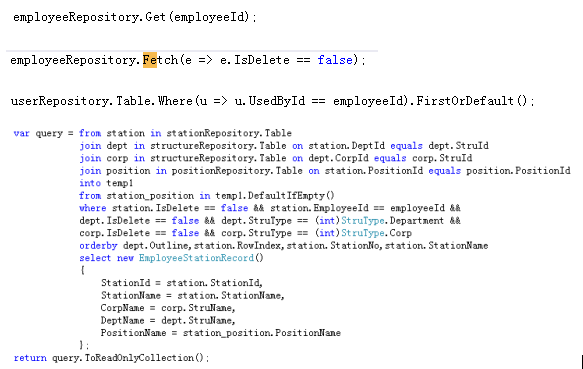 employeeRepository.Get(employeeId);
employeeRepository.Fetch(e => e.IsDelete == false);
userRepository.Table.Where(u => u.UsedById == employeeId).FirstOrDefault();
var query = from station in stationRepository.Table
join dept in structureRepository.Table on station.DeptId equals dept.StruId
join corp in structureRepository.Table on dept.CorpId equals corp.StruId
join position in positionRepository.Table on station.PositionId equals position.PositionId
into temp1
from station_position in temp1.DefaultIfEmpty()
where station.IsDelete == false && station.EmployeeId == employeeId &&
dept.IsDelete == false && dept.StruType == (int)StruType.Department &&
corp.IsDelete == false && corp.StruType == (int)StruType.Corp
orderby dept.Outline,station.RowIndex,station.StationNo,station.StationName
select new EmployeeStationRecord()
{
StationId = station.StationId,
StationName = station.StationName,
CorpName = corp.StruName,
DeptName = dept.StruName,
PositionName = station_position.PositionName
};
return query.ToReadOnlyCollection();